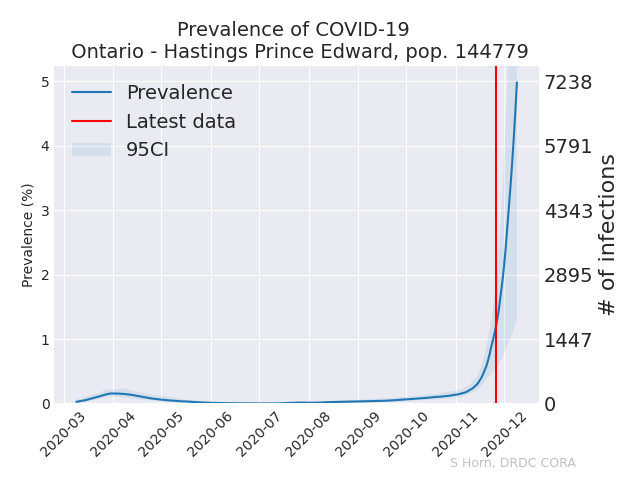 Prevalence of COVID-19
Ontario - Hastings Prince Edward, pop. 144779
Prevalence
Latest data
95CI
Prevalence (%)
5
4
3
2
1
0
7238
5791
4343
2895
1447
0
# of infections
2020-03
2020-04
2020-05
2020-06
2020-07
2020-08
2020-09
2020-10
2020-11
2020-12
S Horn, DRDC CORA